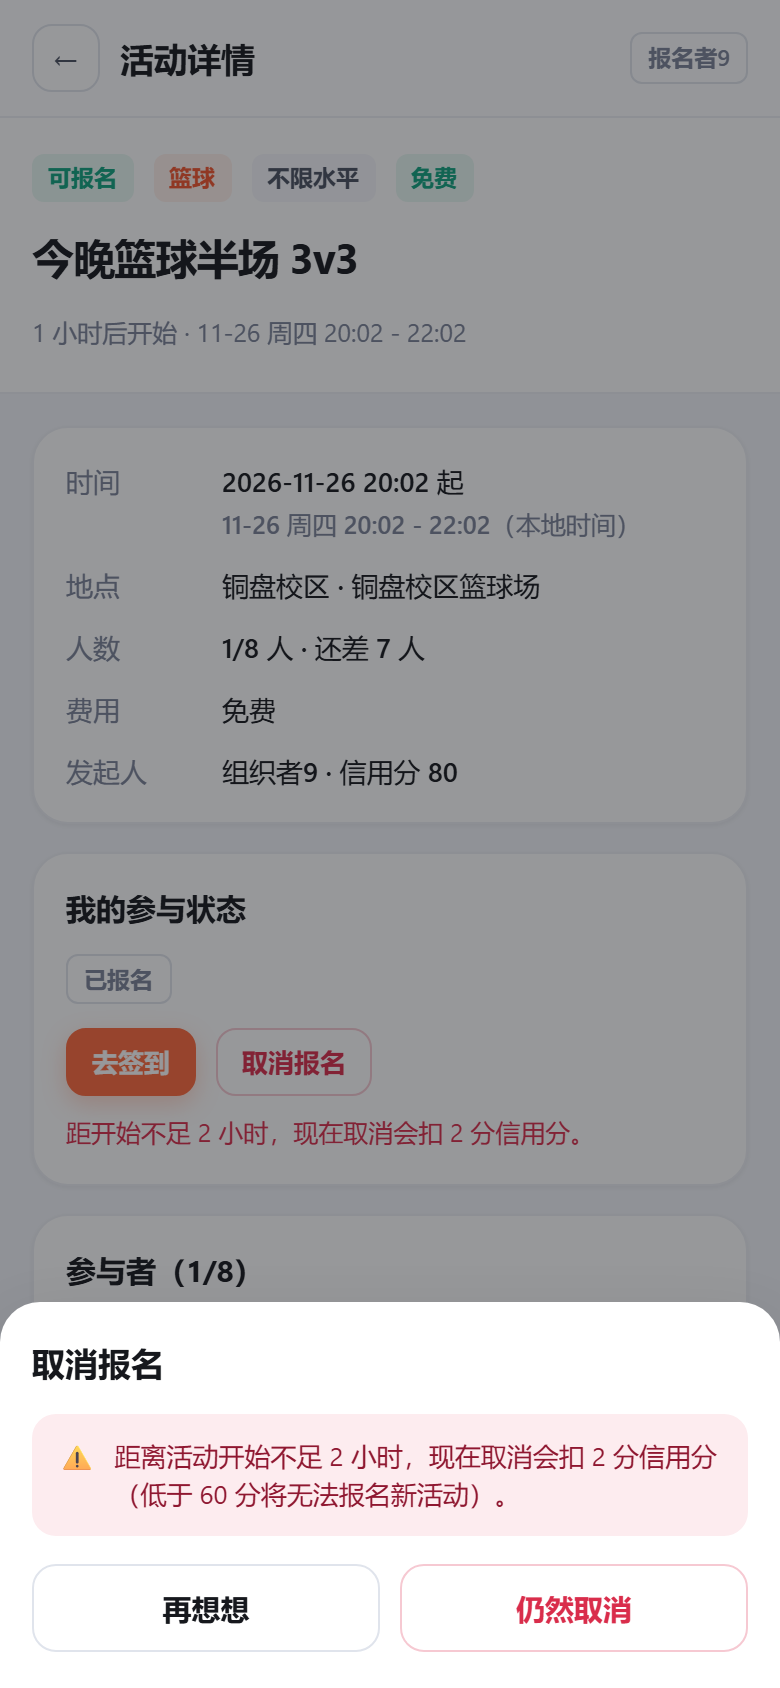 ← 活动详情 报名者9
可报名 篮球 不限水平 免费
今晚篮球半场 3v3
1 小时后开始 · 11-26 周四 20:02 - 22:02
时间 2026-11-26 20:02 起
11-26 周四 20:02 - 22:02（本地时间）
地点 铜盘校区 · 铜盘校区篮球场
人数 1/8 人 · 还差 7 人
费用 免费
发起人 组织者9 · 信用分 80
我的参与状态
已报名
去签到 取消报名
距开始不足 2 小时，现在取消会扣 2 分信用分。
参与者（1/8）
取消报名
距离活动开始不足 2 小时，现在取消会扣 2 分信用分
（低于 60 分将无法报名新活动）。
再想想 仍然取消